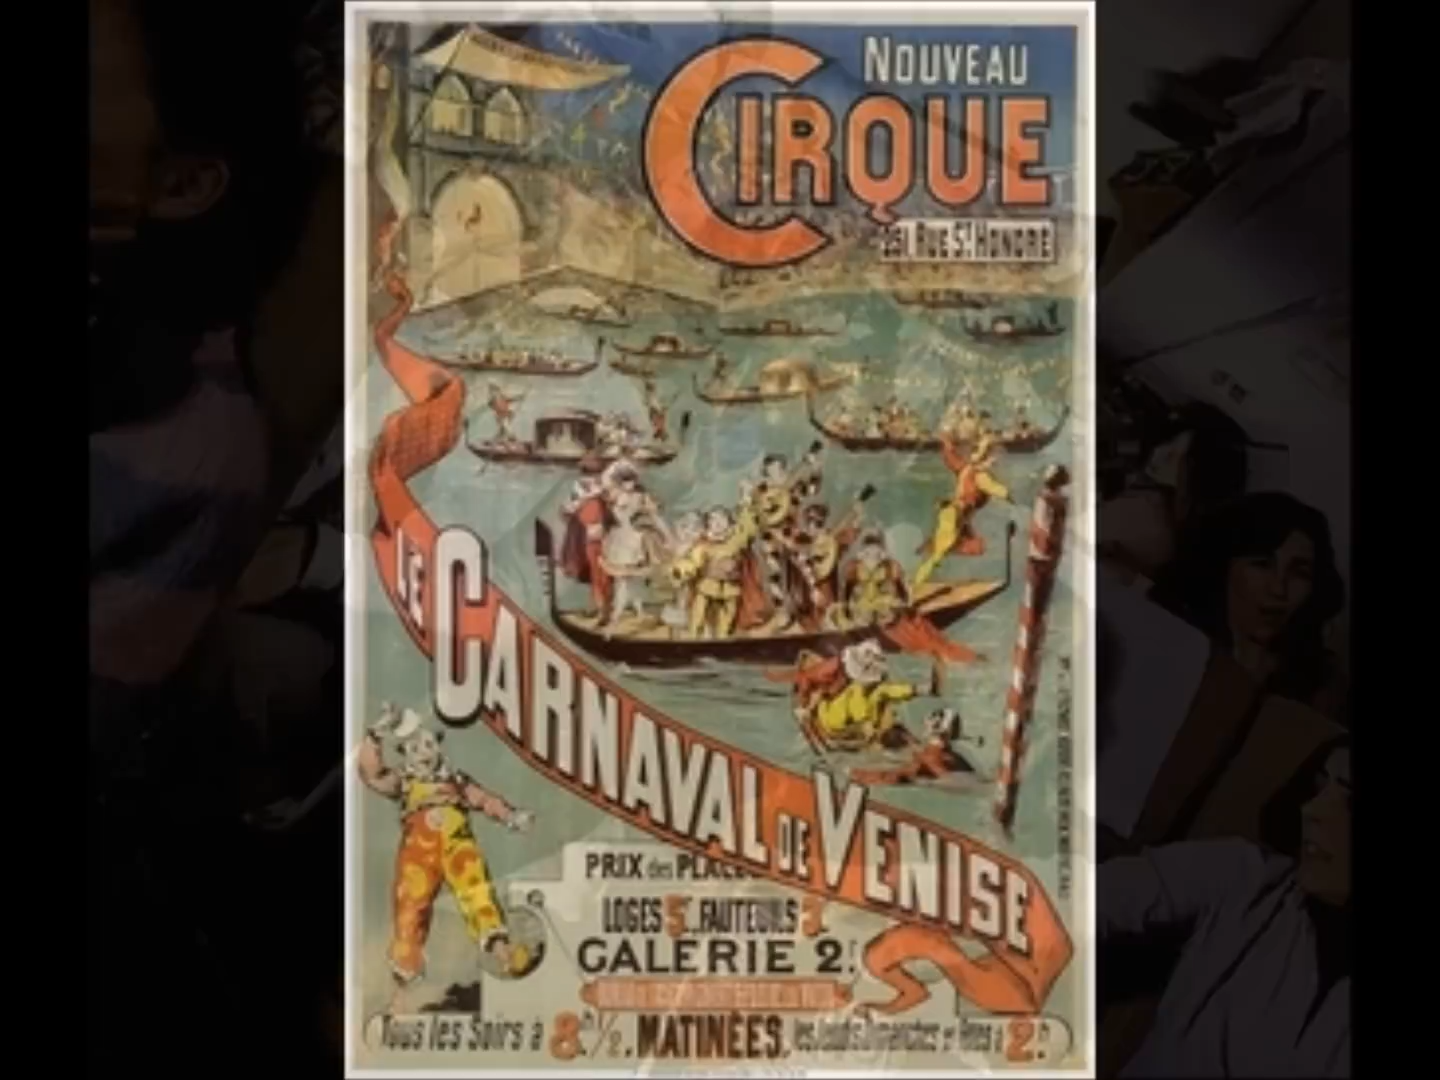 NOUVEAU
CIRQUE
251, RUE ST HONORÉ
LE CARNAVAL DE VENISE
PRIX des PLACES
LOGES 5F. FAUTEUILS 3F.
GALERIE 2F.
Tous les Soirs à 8h 1/2. MATINÉES, les Jeudis Dimanches et Fêtes à 2h